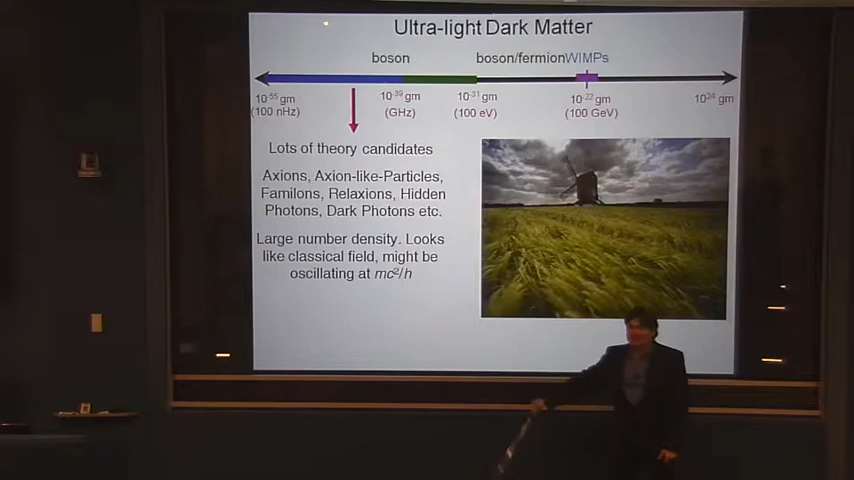 Ultra-light Dark Matter
boson boson/fermion WIMPs
10⁻⁵⁵ gm 10⁻³⁹ gm 10⁻³¹ gm 10⁻²² gm 10²⁴ gm
(100 nHz) (GHz) (100 eV) (100 GeV)
Lots of theory candidates
Axions, Axion-like-Particles,
Familons, Relaxions, Hidden
Photons, Dark Photons etc.
Large number density. Looks
like classical field, might be
oscillating at mc²/h